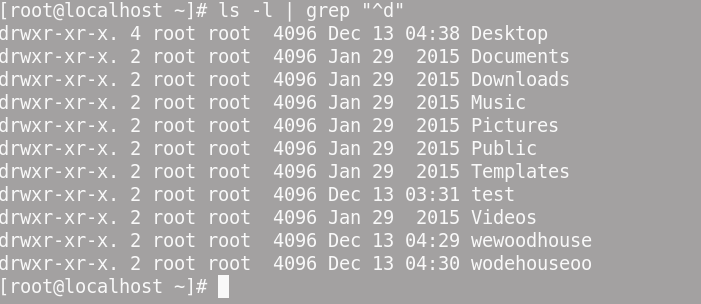 [root@localhost ~]# ls -l | grep "^d"
drwxr-xr-x. 4 root root  4096 Dec 13 04:38 Desktop
drwxr-xr-x. 2 root root  4096 Jan 29  2015 Documents
drwxr-xr-x. 2 root root  4096 Jan 29  2015 Downloads
drwxr-xr-x. 2 root root  4096 Jan 29  2015 Music
drwxr-xr-x. 2 root root  4096 Jan 29  2015 Pictures
drwxr-xr-x. 2 root root  4096 Jan 29  2015 Public
drwxr-xr-x. 2 root root  4096 Jan 29  2015 Templates
drwxr-xr-x. 2 root root  4096 Dec 13 03:31 test
drwxr-xr-x. 2 root root  4096 Jan 29  2015 Videos
drwxr-xr-x. 2 root root  4096 Dec 13 04:29 wewoodhouse
drwxr-xr-x. 2 root root  4096 Dec 13 04:30 wodehouseoo
[root@localhost ~]#